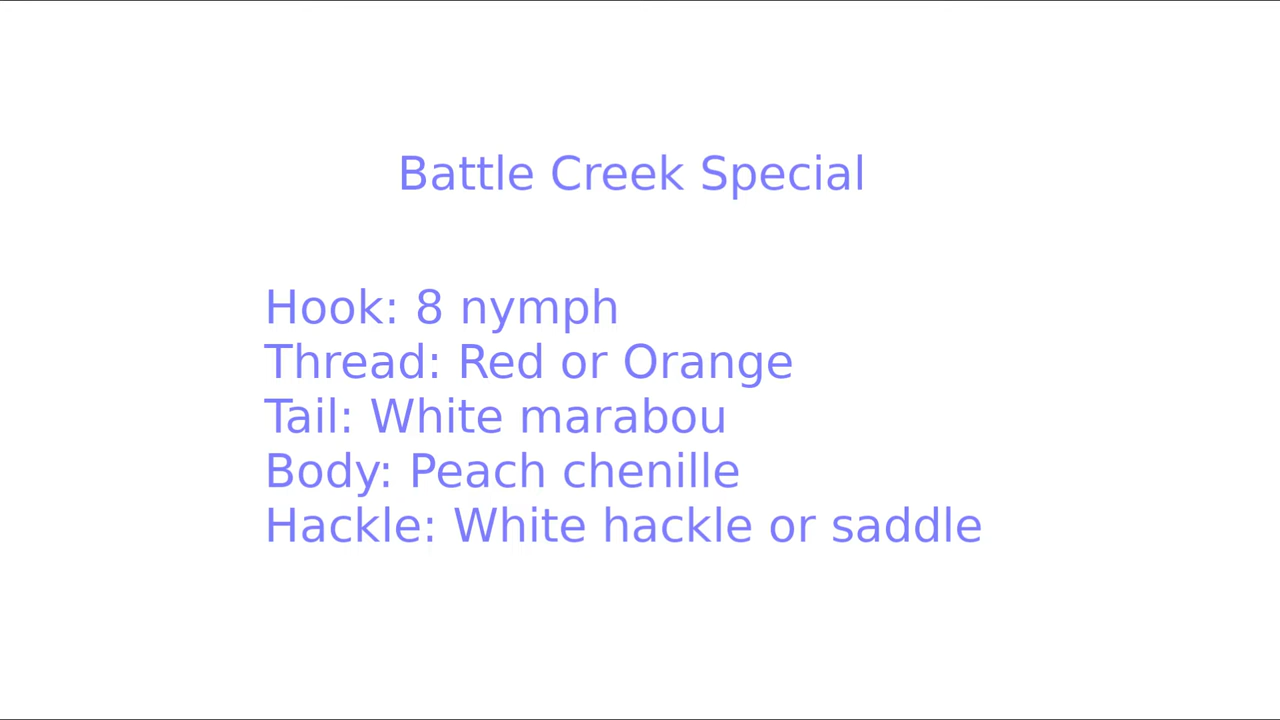 Battle Creek Special
Hook: 8 nymph
Thread: Red or Orange
Tail: White marabou
Body: Peach chenille
Hackle: White hackle or saddle